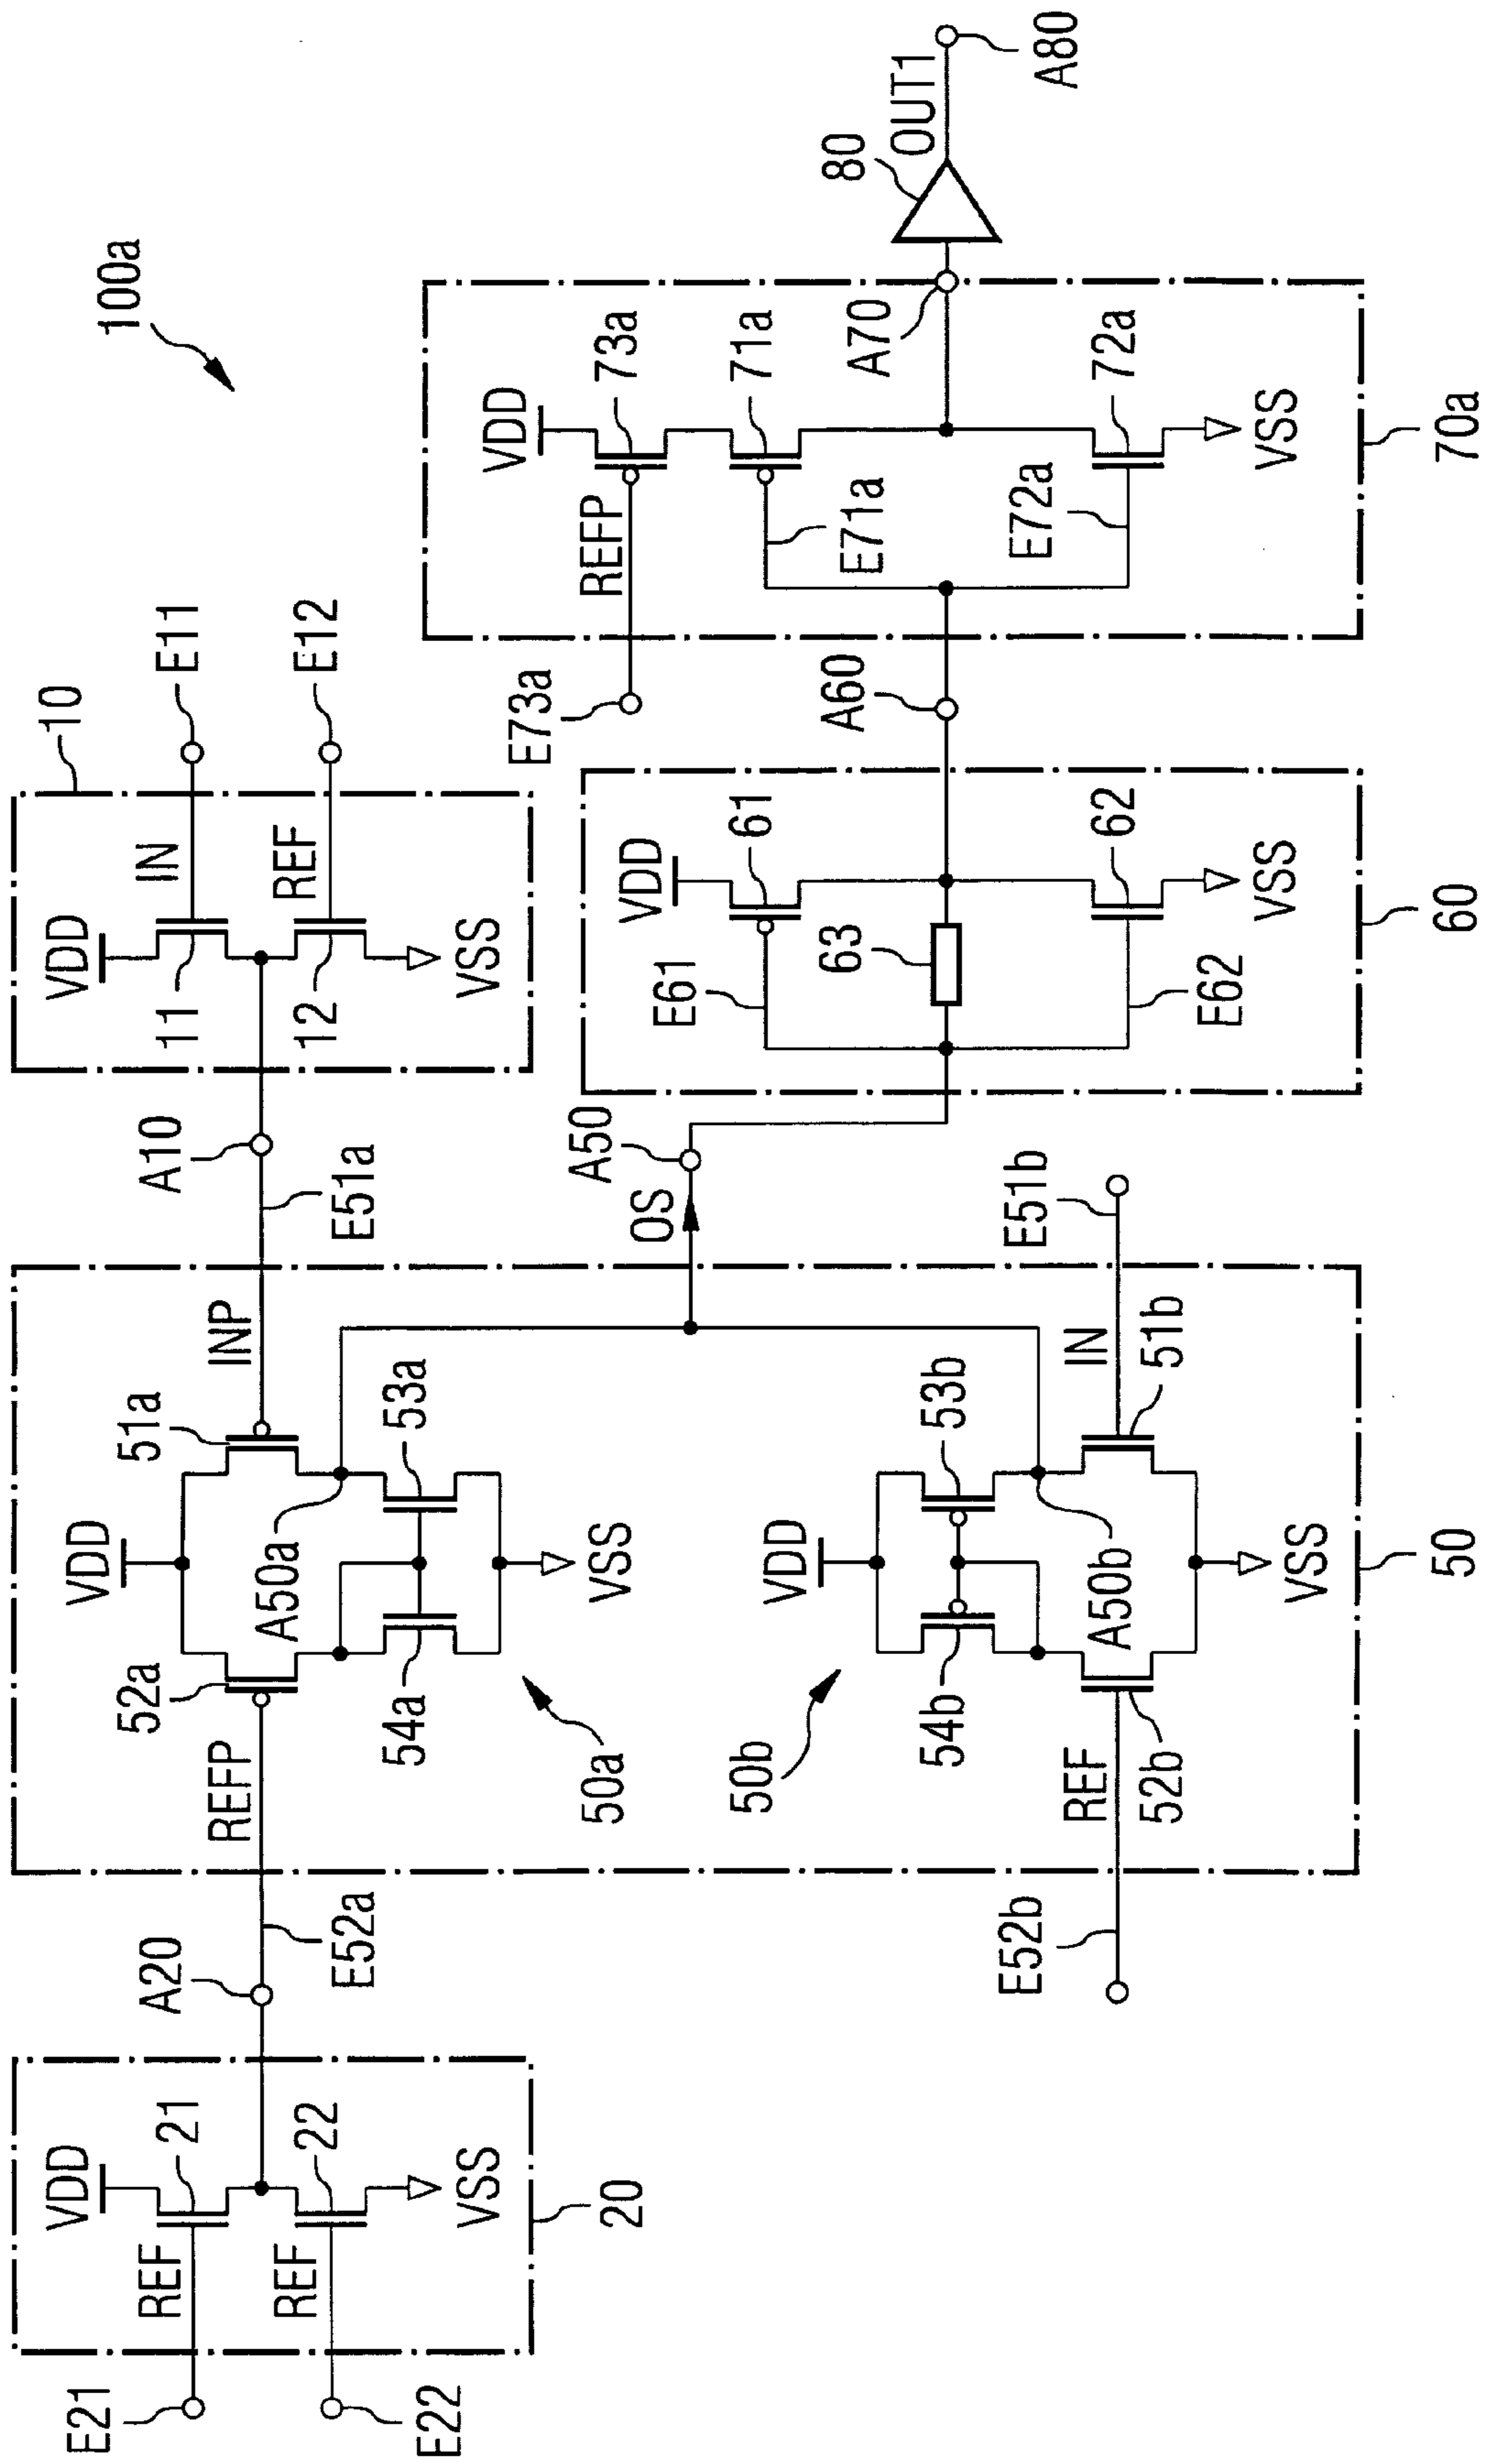 100a
10
VDD
IN
E11
11
REF
E12
12
VSS
A10
E51a
INP
51a
VDD
52a
A50a
53a
54a
VSS
50a
REFP
E52a
A20
20
VDD
REF
21
E21
REF
22
E22
VSS
OS
A50
50
50b
VDD
53b
54b
A50b
IN
51b
E51b
REF
52b
E52b
VSS
60
VDD
61
E61
63
62
E62
VSS
A60
70a
VDD
REFP
73a
E73a
71a
E71a
A70
E72a
72a
VSS
80
OUT1
A80